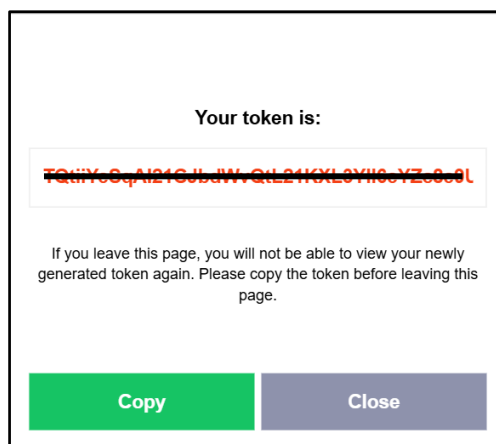 Your token is:
If you leave this page, you will not be able to view your newly
generated token again. Please copy the token before leaving this
page.
Copy
Close